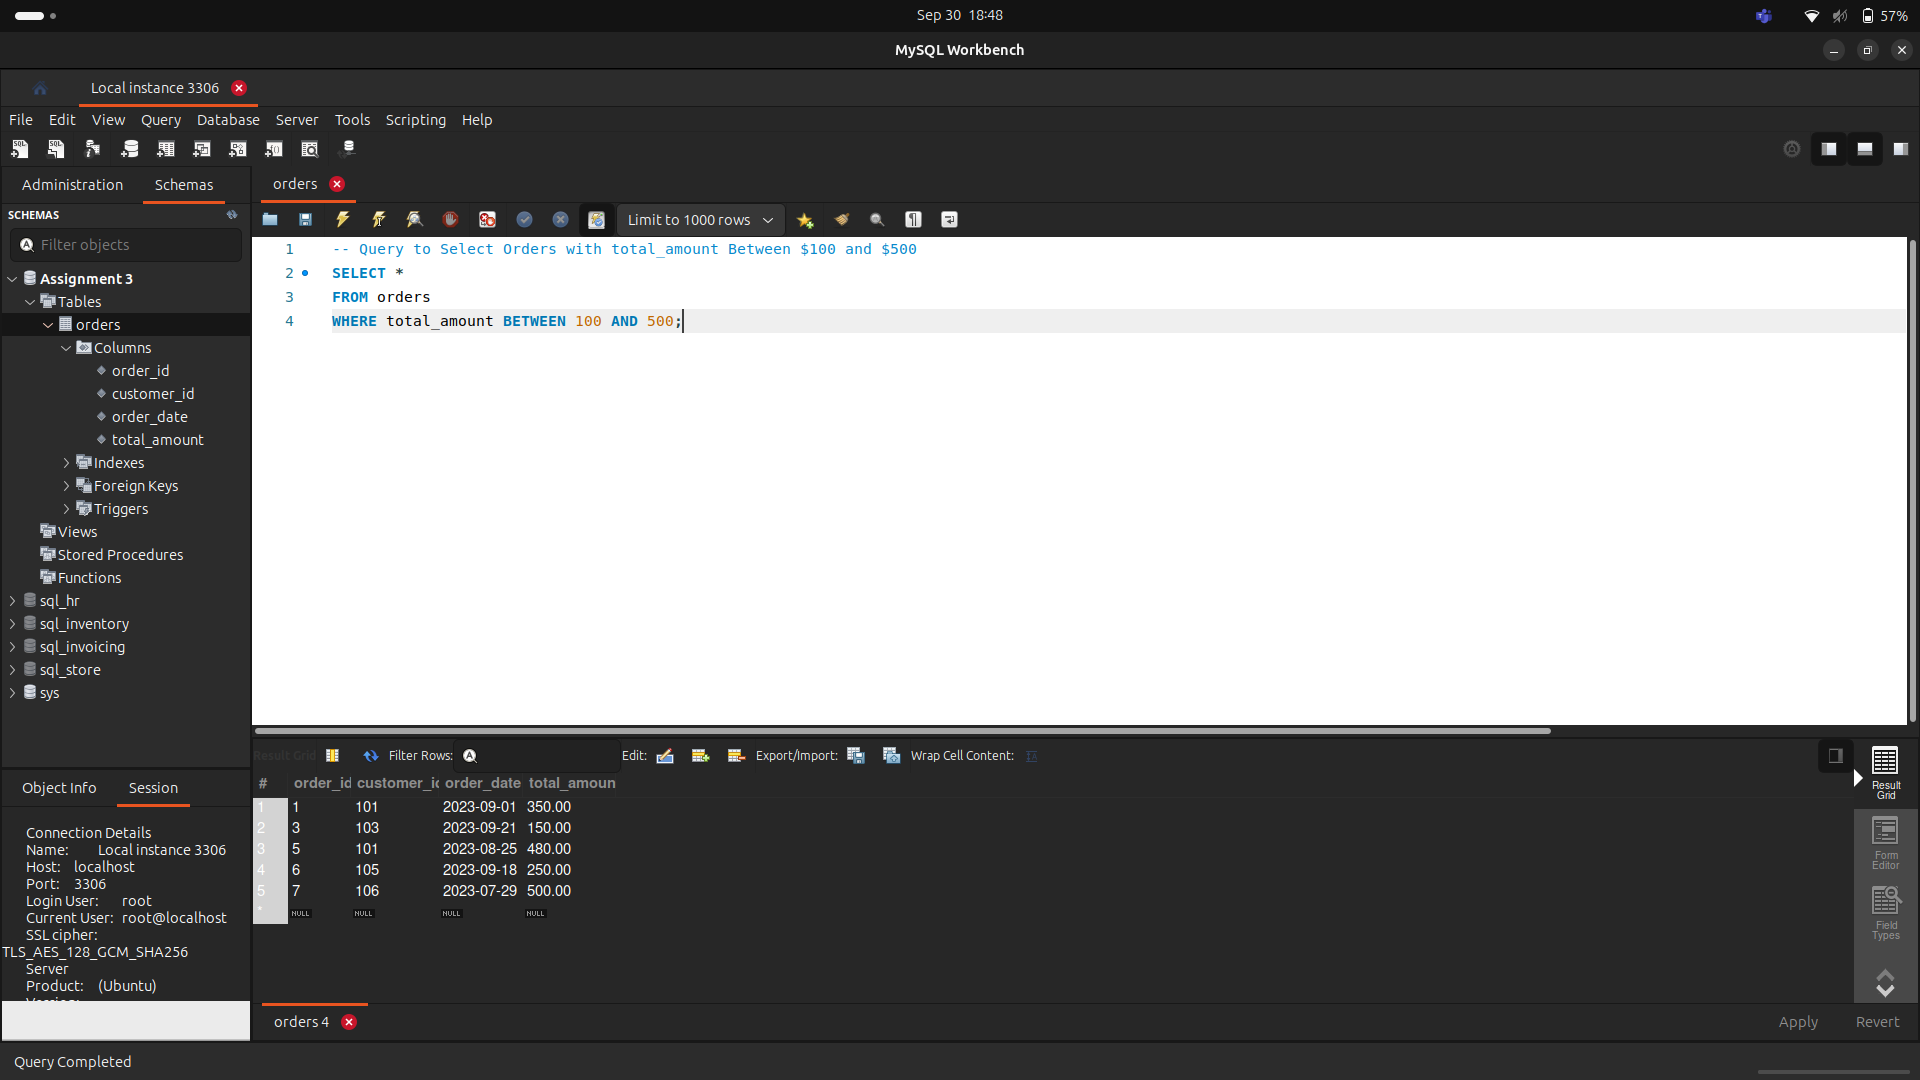 Sep 30 18:48
57%
MySQL Workbench
Local instance 3306
File Edit View Query Database Server Tools Scripting Help
Administration Schemas
orders
SCHEMAS
Limit to 1000 rows
Filter objects
1 -- Query to Select Orders with total_amount Between $100 and $500
2 SELECT *
3 FROM orders
4 WHERE total_amount BETWEEN 100 AND 500;
Assignment 3
Tables
orders
Columns
order_id
customer_id
order_date
total_amount
Indexes
Foreign Keys
Triggers
Views
Stored Procedures
Functions
sql_hr
sql_inventory
sql_invoicing
sql_store
sys
Object Info Session
Connection Details
Name: Local instance 3306
Host: localhost
Port: 3306
Login User: root
Current User: root@localhost
SSL cipher:
TLS_AES_128_GCM_SHA256
Server
Product: (Ubuntu)
Result Grid Filter Rows: Edit: Export/Import: Wrap Cell Content:
# order_id customer_id order_date total_amoun
1 1 101 2023-09-01 350.00
2 3 103 2023-09-21 150.00
3 5 101 2023-08-25 480.00
4 6 105 2023-09-18 250.00
5 7 106 2023-07-29 500.00
* NULL NULL NULL NULL
Result
Grid
Form
Editor
Field
Types
orders 4
Apply Revert
Query Completed